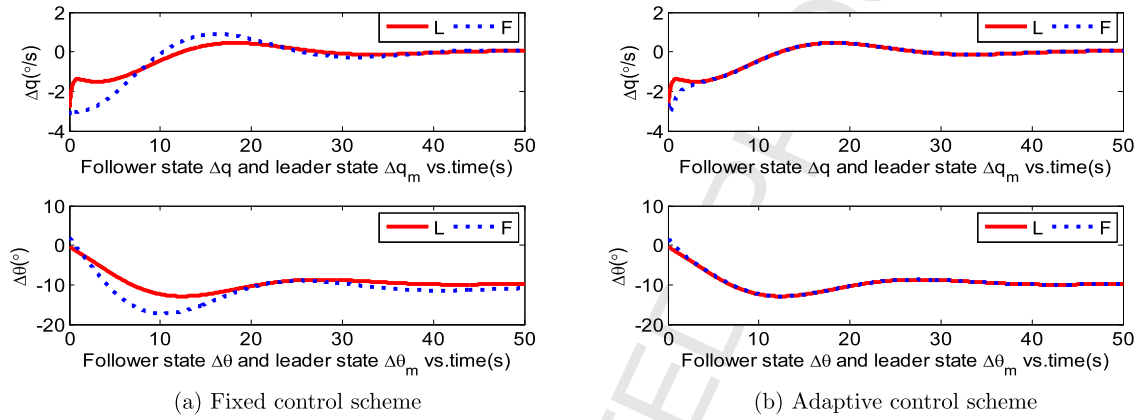 2
0
-2
-4
Δq(°/s)
L F
0 10 20 30 40 50
Follower state Δq and leader state Δq_m vs.time(s)
10
0
-10
-20
Δθ(°)
L F
0 10 20 30 40 50
Follower state Δθ and leader state Δθ_m vs.time(s)
(a) Fixed control scheme
2
0
-2
-4
Δq(°/s)
L F
0 10 20 30 40 50
Follower state Δq and leader state Δq_m vs.time(s)
10
0
-10
-20
Δθ(°)
L F
0 10 20 30 40 50
Follower state Δθ and leader state Δθ_m vs.time(s)
(b) Adaptive control scheme